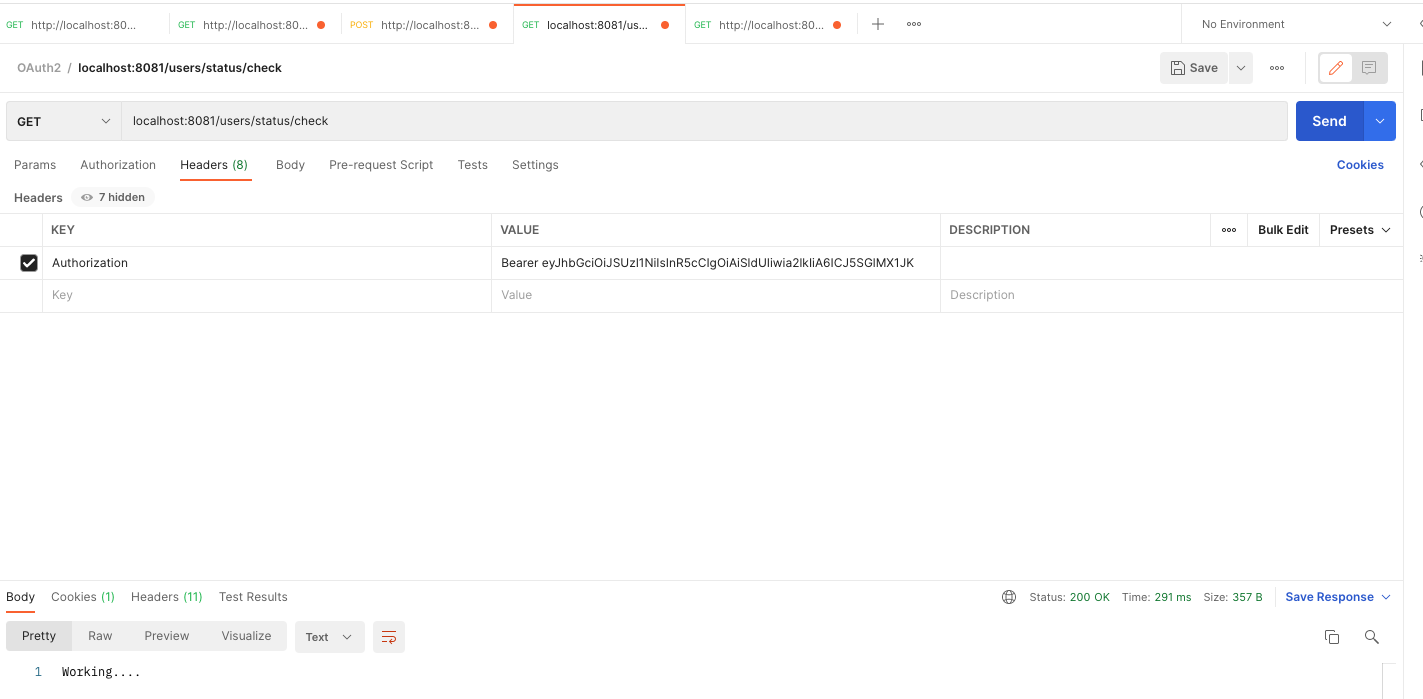 GET http://localhost:80... GET http://localhost:80... POST http://localhost:8... GET localhost:8081/us... GET http://localhost:80... No Environment
OAuth2 / localhost:8081/users/status/check Save
GET localhost:8081/users/status/check Send
Params Authorization Headers (8) Body Pre-request Script Tests Settings Cookies
Headers 7 hidden
KEY VALUE DESCRIPTION Bulk Edit Presets
Authorization Bearer
Key Value Description
Body Cookies (1) Headers (11) Test Results Status: 200 OK Time: 291 ms Size: 357 B Save Response
Pretty Raw Preview Visualize Text
1 Working....